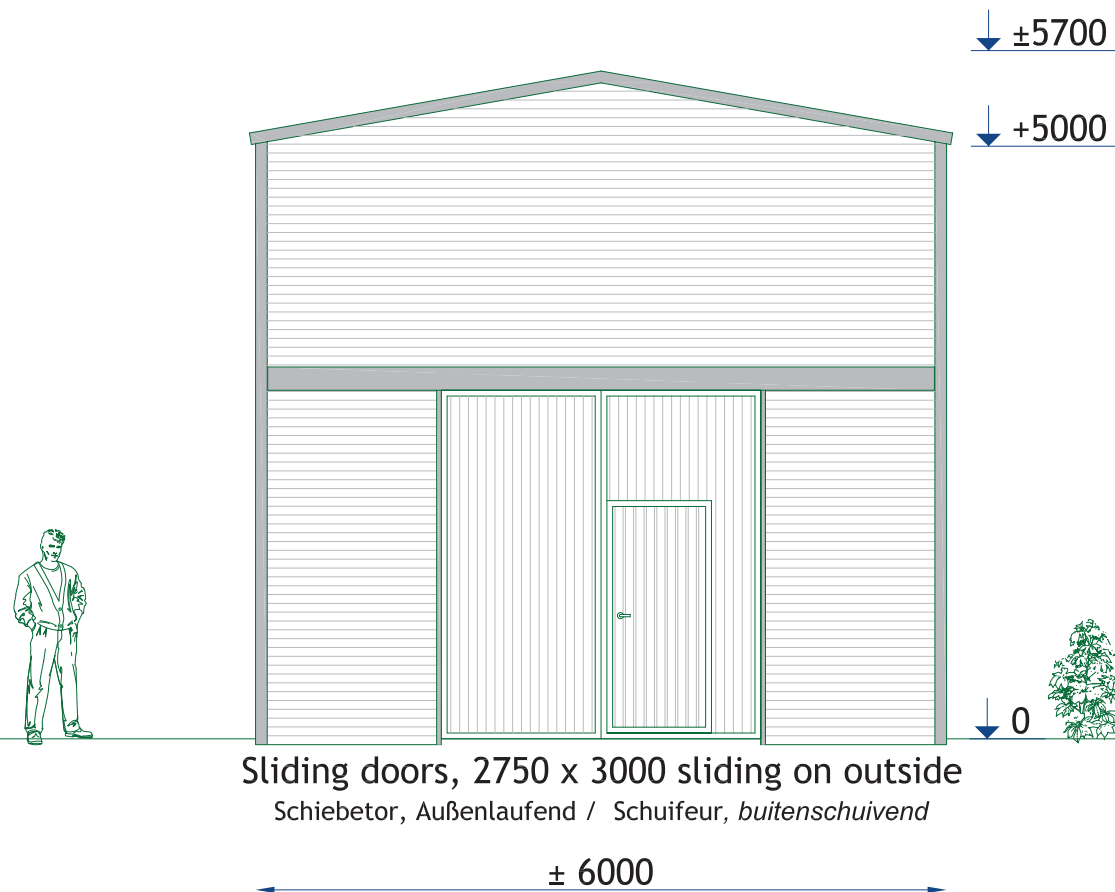 ±5700
+5000
0
Sliding doors, 2750 x 3000 sliding on outside
Schiebetor, Außenlaufend / Schuifeur, buitenschuivend
± 6000